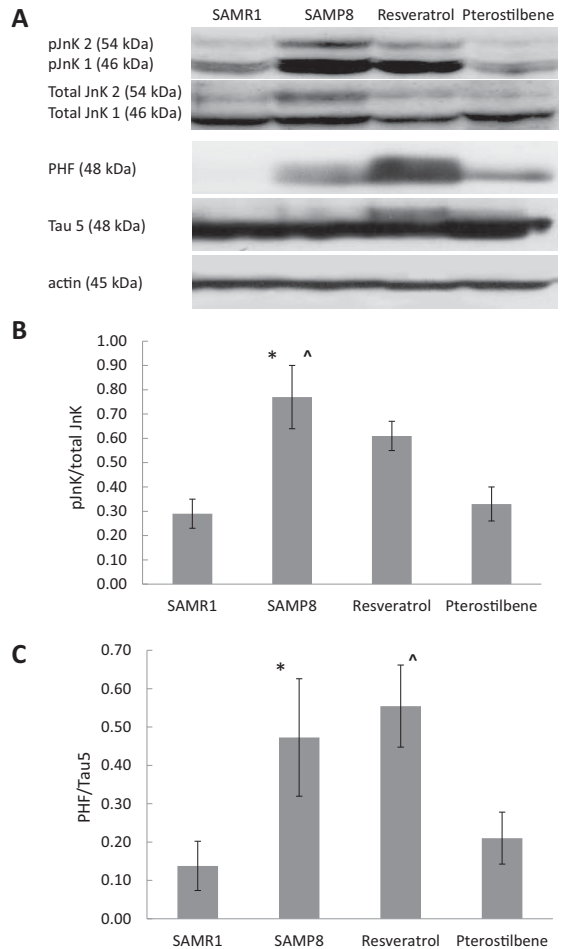 A
SAMR1 SAMP8 Resveratrol Pterostilbene
pJnK 2 (54 kDa)
pJnK 1 (46 kDa)
Total JnK 2 (54 kDa)
Total JnK 1 (46 kDa)
PHF (48 kDa)
Tau 5 (48 kDa)
actin (45 kDa)
B
pJnK/total JnK
1.00
0.90
0.80
0.70
0.60
0.50
0.40
0.30
0.20
0.10
0.00
* ^
SAMR1 SAMP8 Resveratrol Pterostilbene
C
PHF/Tau5
0.70
0.60
0.50
0.40
0.30
0.20
0.10
0.00
* ^
SAMR1 SAMP8 Resveratrol Pterostilbene